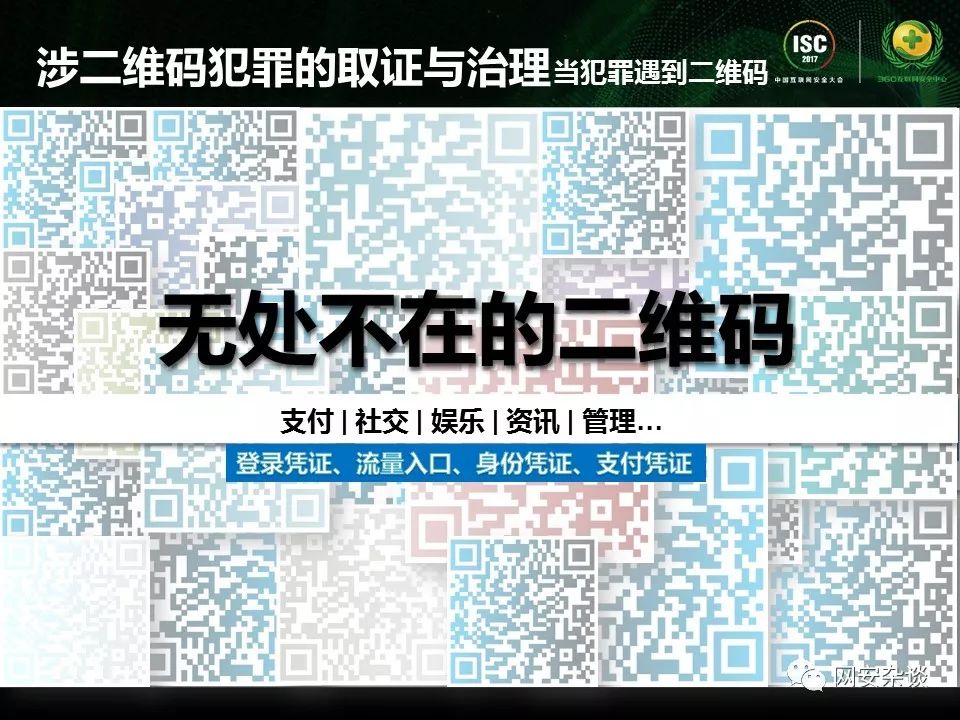 涉二维码犯罪的取证与治理当犯罪遇到二维码
ISC
2017
中国互联网安全大会
360互联网安全中心
无处不在的二维码
支付 | 社交 | 娱乐 | 资讯 | 管理...
登录凭证、流量入口、身份凭证、支付凭证
网安杂谈